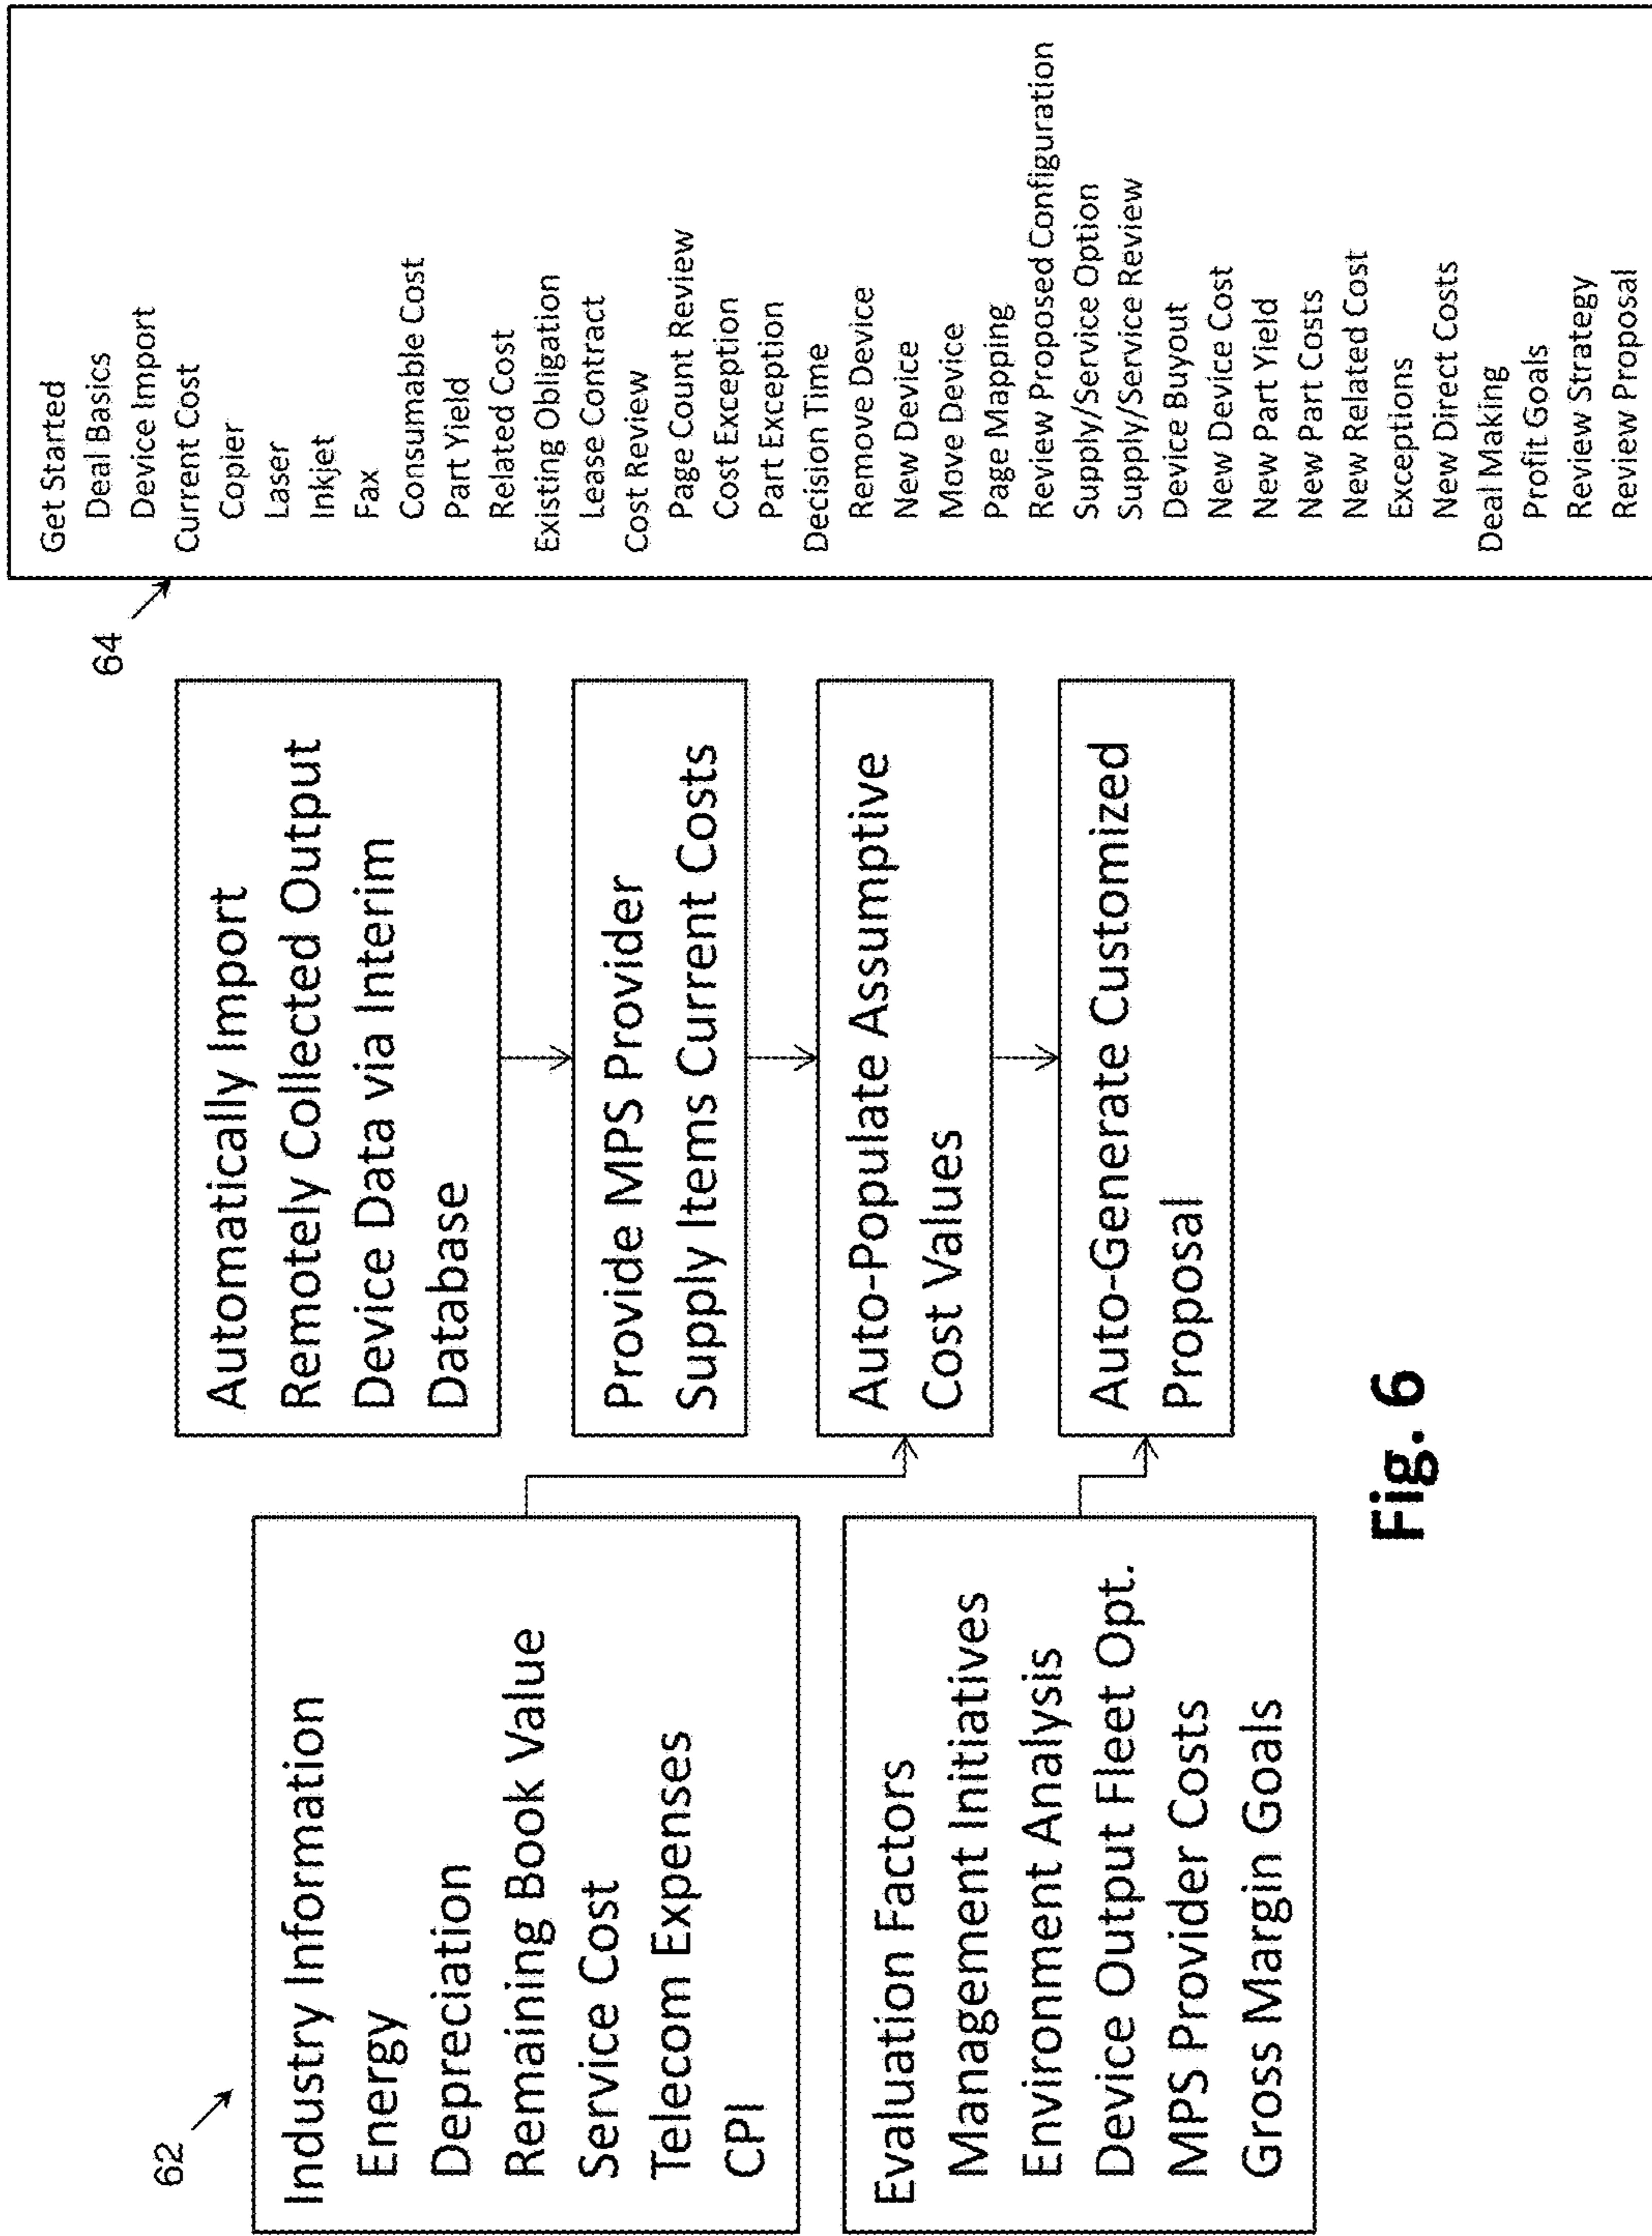 62
Industry Information
Energy
Depreciation
Remaining Book Value
Service Cost
Telecom Expenses
CPI
Evaluation Factors
Management Initiatives
Environment Analysis
Device Output Fleet Opt.
MPS Provider Costs
Gross Margin Goals
Automatically Import
Remotely Collected Output
Device Data via Interim
Database
Provide MPS Provider
Supply Items Current Costs
Auto-Populate Assumptive
Cost Values
Auto-Generate Customized
Proposal
64
Get Started
Deal Basics
Device Import
Current Cost
Copier
Laser
Inkjet
Fax
Consumable Cost
Part Yield
Related Cost
Existing Obligation
Lease Contract
Cost Review
Page Count Review
Cost Exception
Part Exception
Decision Time
Remove Device
New Device
Move Device
Page Mapping
Review Proposed Configuration
Supply/Service Option
Supply/Service Review
Device Buyout
New Device Cost
New Part Yield
New Part Costs
New Related Cost
Exceptions
New Direct Costs
Deal Making
Profit Goals
Review Strategy
Review Proposal
Fig. 6